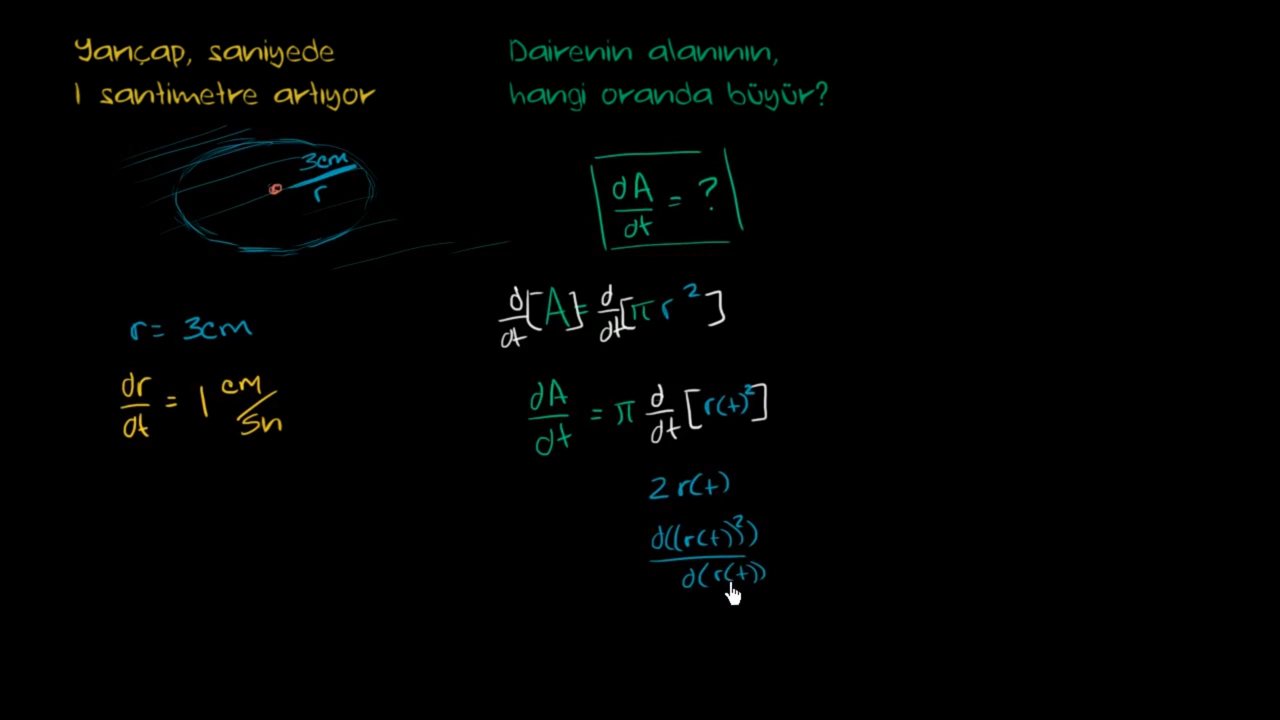 Yarıçap, saniyede
1 santimetre artıyor
Dairenin alanının,
hangi oranda büyür?
3cm
r
dA/dt = ?
d/dt[A] = d/dt[πr²]
r = 3cm
dr/dt = 1 cm/sn
dA/dt = π d/dt [r(t)²]
2 r(t)
d((r(t))²)
d(r(t))